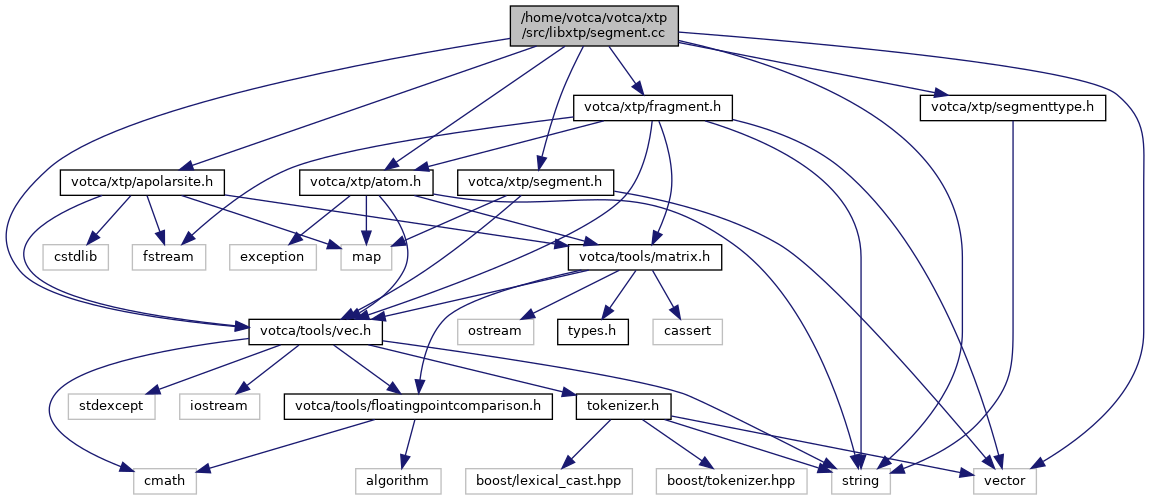 /home/votca/votca/xtp
/src/libxtp/segment.cc
votca/xtp/fragment.h
votca/xtp/segmenttype.h
votca/xtp/apolarsite.h
votca/xtp/atom.h
votca/xtp/segment.h
cstdlib
fstream
exception
map
votca/tools/matrix.h
votca/tools/vec.h
ostream
types.h
cassert
stdexcept
iostream
votca/tools/floatingpointcomparison.h
tokenizer.h
cmath
algorithm
boost/lexical_cast.hpp
boost/tokenizer.hpp
string
vector